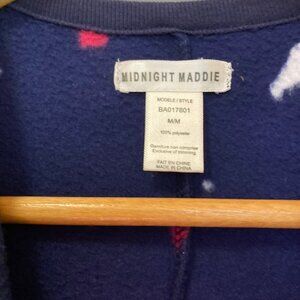 MIDNIGHT MADDIE
MODELE / STYLE
BA017801
M/M
100% polyester
Garniture non comprise
Exclusive of trimming
FAIT EN CHINE
MADE IN CHINA